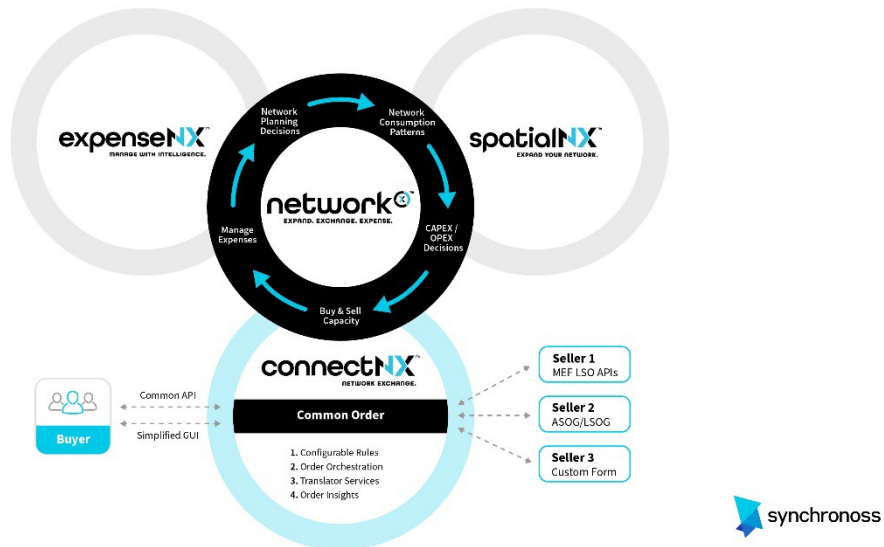 expenseNX™
MANAGE WITH INTELLIGENCE.
Network
Planning
Decisions
Network
Consumption
Patterns
spatialNX™
EXPAND YOUR NETWORK.
networkX™
EXPAND. EXCHANGE. EXPENSE.
Manage
Expenses
CAPEX /
OPEX
Decisions
Buy & Sell
Capacity
connectNX™
NETWORK EXCHANGE.
Buyer
Common API
Simplified GUI
Common Order
1. Configurable Rules
2. Order Orchestration
3. Translator Services
4. Order Insights
Seller 1
MEF LSO APIs
Seller 2
ASOG/LSOG
Seller 3
Custom Form
synchronoss